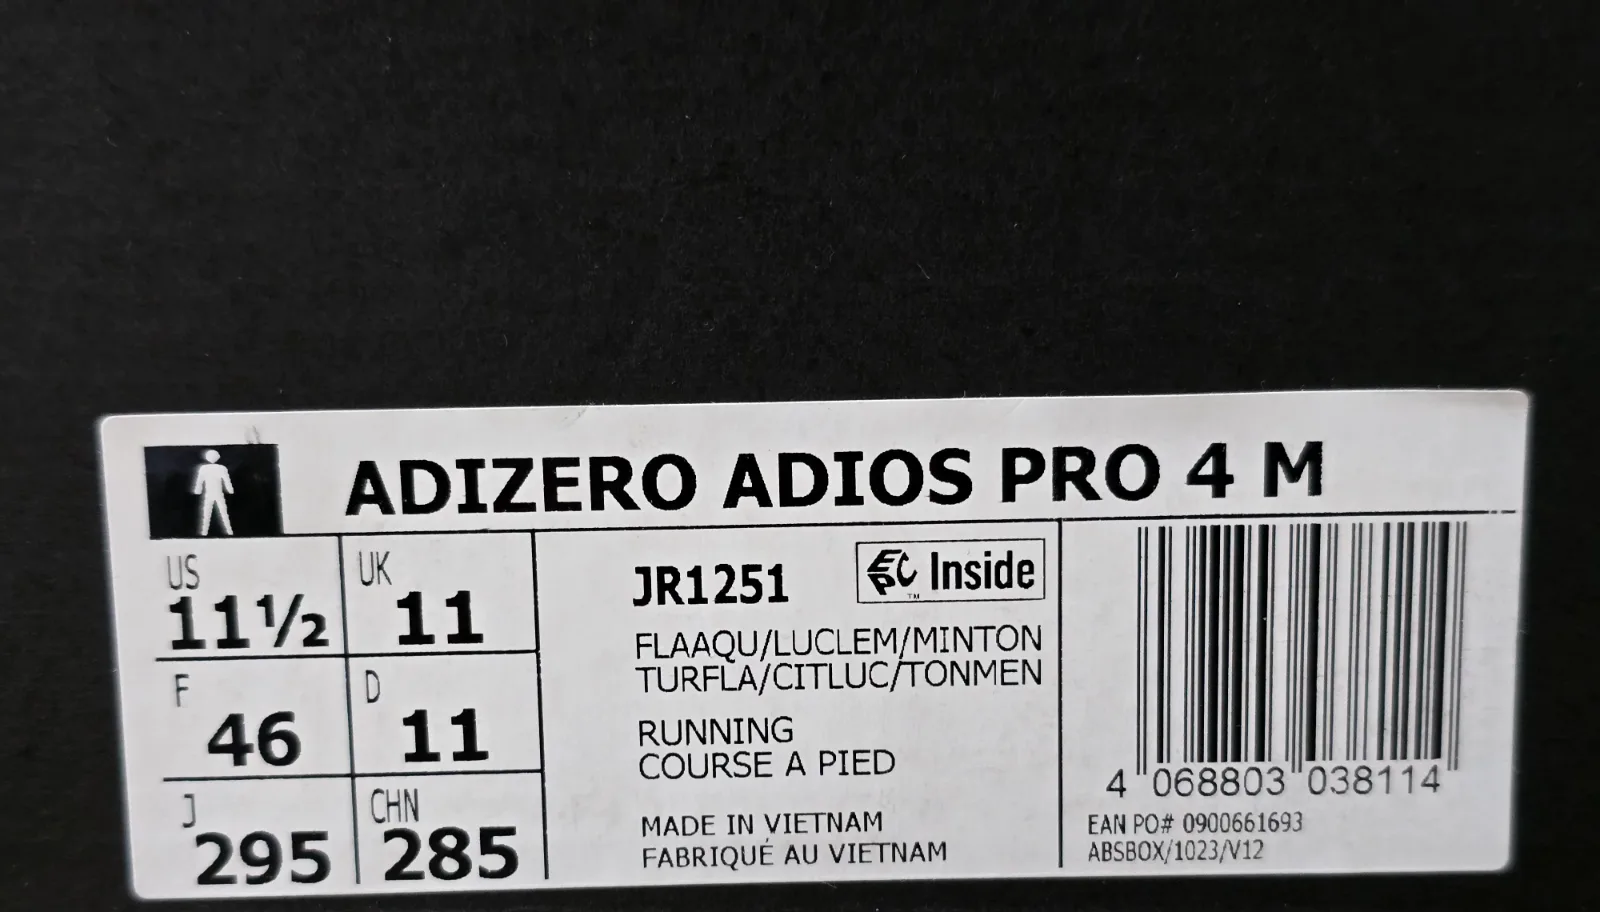 ADIZERO ADIOS PRO 4 M
US
11½
UK
11
F
46
D
11
J
295
CHN
285
JR1251
EPC Inside
TM
FLAAQU/LUCLEM/MINTON
TURFLA/CITLUC/TONMEN
RUNNING
COURSE A PIED
MADE IN VIETNAM
FABRIQUÉ AU VIETNAM
4 068803 038114
EAN PO# 0900661693
ABSBOX/1023/V12